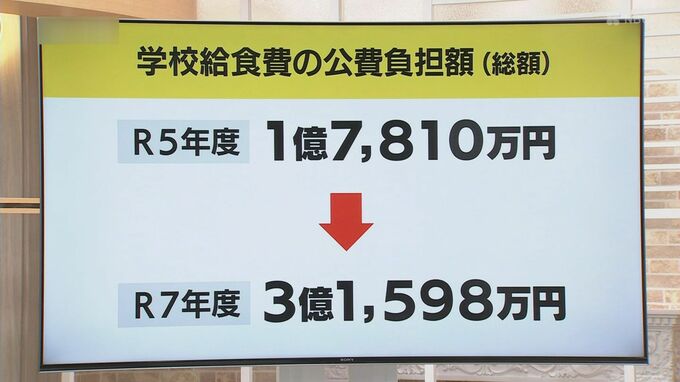 学校給食費の公費負担額（総額）
R5年度 1億7,810万円
R7年度 3億1,598万円
SONY